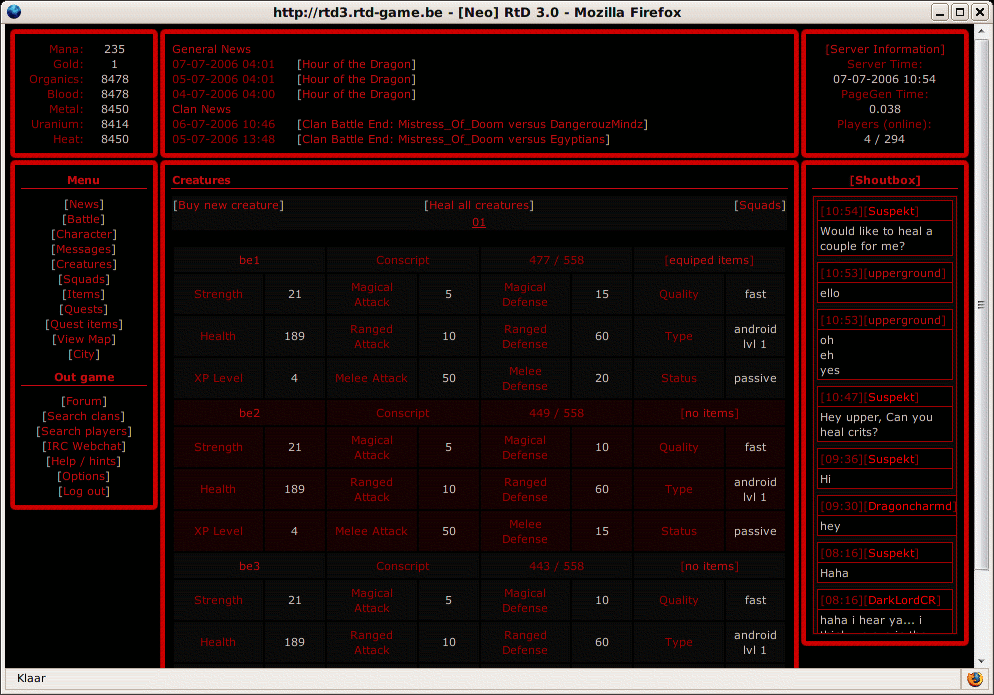 http://rtd3.rtd-game.be - [Neo] RtD 3.0 - Mozilla Firefox
Mana: 235
Gold: 1
Organics: 8478
Blood: 8478
Metal: 8450
Uranium: 8414
Heat: 8450
General News
07-07-2006 04:01 [Hour of the Dragon]
05-07-2006 04:01 [Hour of the Dragon]
04-07-2006 04:00 [Hour of the Dragon]
Clan News
06-07-2006 10:46 [Clan Battle End: Mistress_Of_Doom versus DangerouzMindz]
05-07-2006 13:48 [Clan Battle End: Mistress_Of_Doom versus Egyptians]
[Server Information]
Server Time:
07-07-2006 10:54
PageGen Time:
0.038
Players (online):
4 / 294
Menu
[News]
[Battle]
[Character]
[Messages]
[Creatures]
[Squads]
[Items]
[Quests]
[Quest items]
[View Map]
[City]
Out game
[Forum]
[Search clans]
[Search players]
[IRC Webchat]
[Help / hints]
[Options]
[Log out]
Creatures
[Buy new creature] [Heal all creatures] [Squads]
01
be1 Conscript 477 / 558 [equiped items]
Strength 21 Magical Attack 5 Magical Defense 15 Quality fast
Health 189 Ranged Attack 10 Ranged Defense 60 Type android lvl 1
XP Level 4 Melee Attack 50 Melee Defense 20 Status passive
be2 Conscript 449 / 558 [no items]
Strength 21 Magical Attack 5 Magical Defense 10 Quality fast
Health 189 Ranged Attack 10 Ranged Defense 60 Type android lvl 1
XP Level 4 Melee Attack 50 Melee Defense 15 Status passive
be3 Conscript 443 / 558 [no items]
Strength 21 Magical Attack 5 Magical Defense 10 Quality fast
Health 189 Ranged Attack 10 Ranged Defense 60 Type android lvl 1
[Shoutbox]
[10:54][Suspekt]
Would like to heal a
couple for me?
[10:53][upperground]
ello
[10:53][upperground]
oh
eh
yes
[10:47][Suspekt]
Hey upper, Can you
heal crits?
[09:36][Suspekt]
Hi
[09:30][Dragoncharmd]
hey
[08:16][Suspekt]
Haha
[08:16][DarkLordCR]
haha i hear ya... i
Klaar